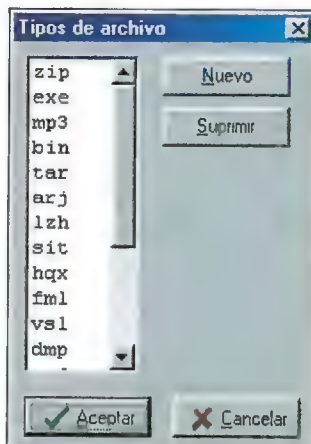 Tipos de archivo
zip
exe
mp3
bin
tar
arj
lzh
sit
hqx
fml
vsl
dmp
Nuevo
Suprimir
Aceptar
Cancelar